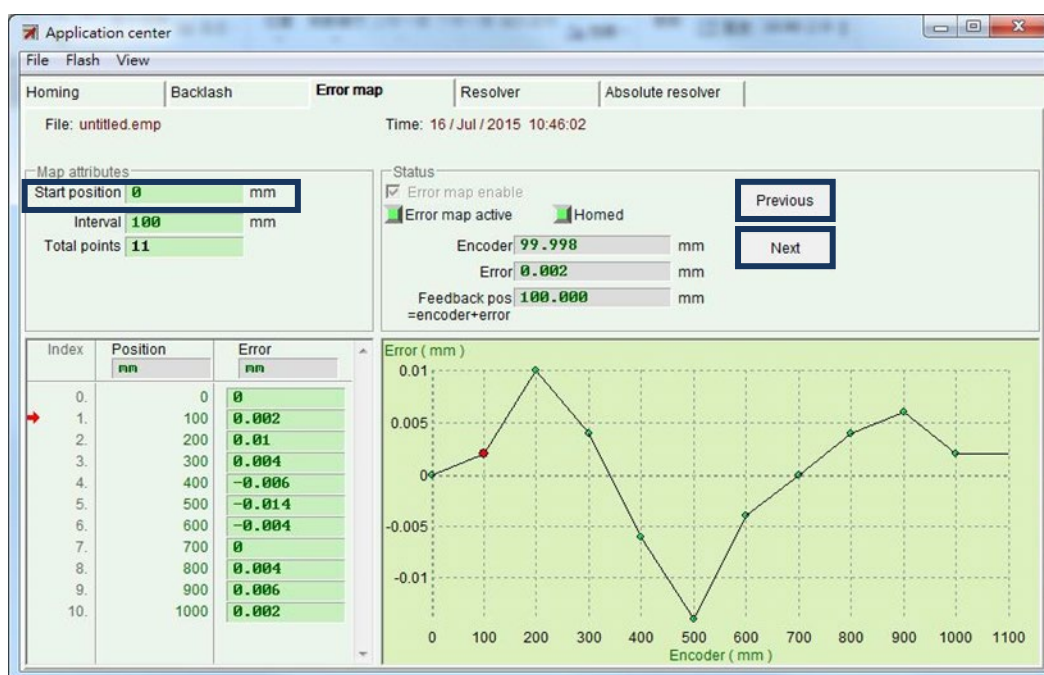 Application center
File Flash View
Homing Backlash Error map Resolver Absolute resolver
File: untitled.emp Time: 16 / Jul / 2015 10:46:02
Map attributes
Start position 0 mm
Interval 100 mm
Total points 11
Status
Error map enable
Error map active Homed
Encoder 99.998 mm
Error 0.002 mm
Feedback pos 100.000 mm
=encoder+error
Previous
Next
Index Position Error
mm mm
0. 0 0
1. 100 0.002
2. 200 0.01
3. 300 0.004
4. 400 -0.006
5. 500 -0.014
6. 600 -0.004
7. 700 0
8. 800 0.004
9. 900 0.006
10. 1000 0.002
Error ( mm )
0.01
0.005
0
-0.005
-0.01
0 100 200 300 400 500 600 700 800 900 1000 1100
Encoder ( mm )